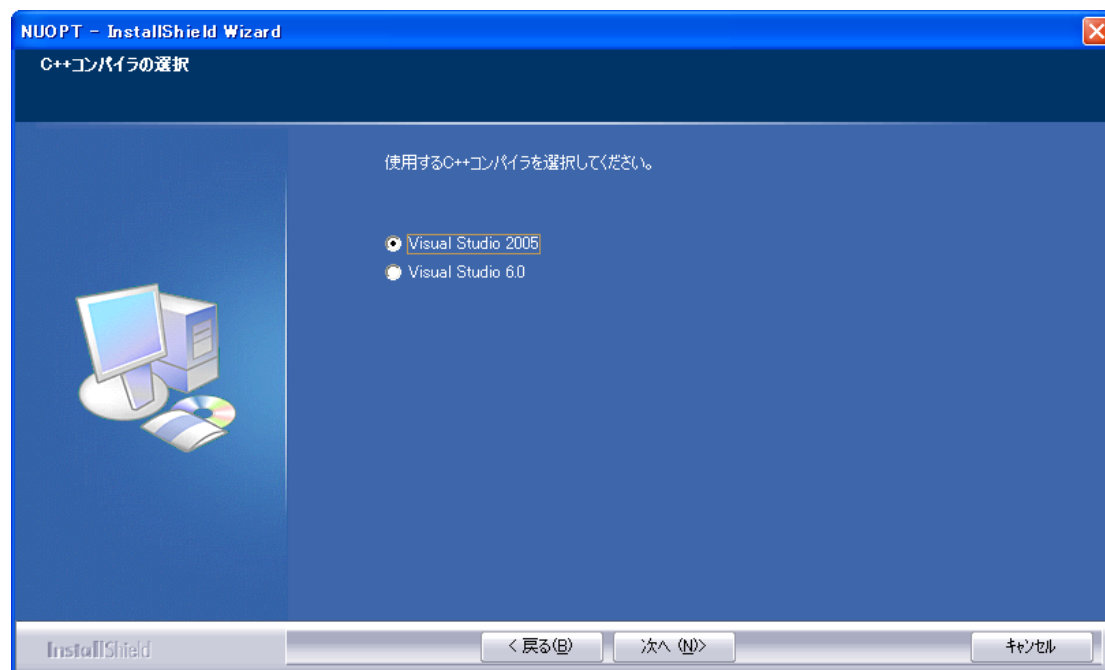 NUOPT - InstallShield Wizard
C++コンパイラの選択
使用するC++コンパイラを選択してください。
Visual Studio 2005
Visual Studio 6.0
InstallShield
< 戻る(B)
次へ (N)>
キャンセル